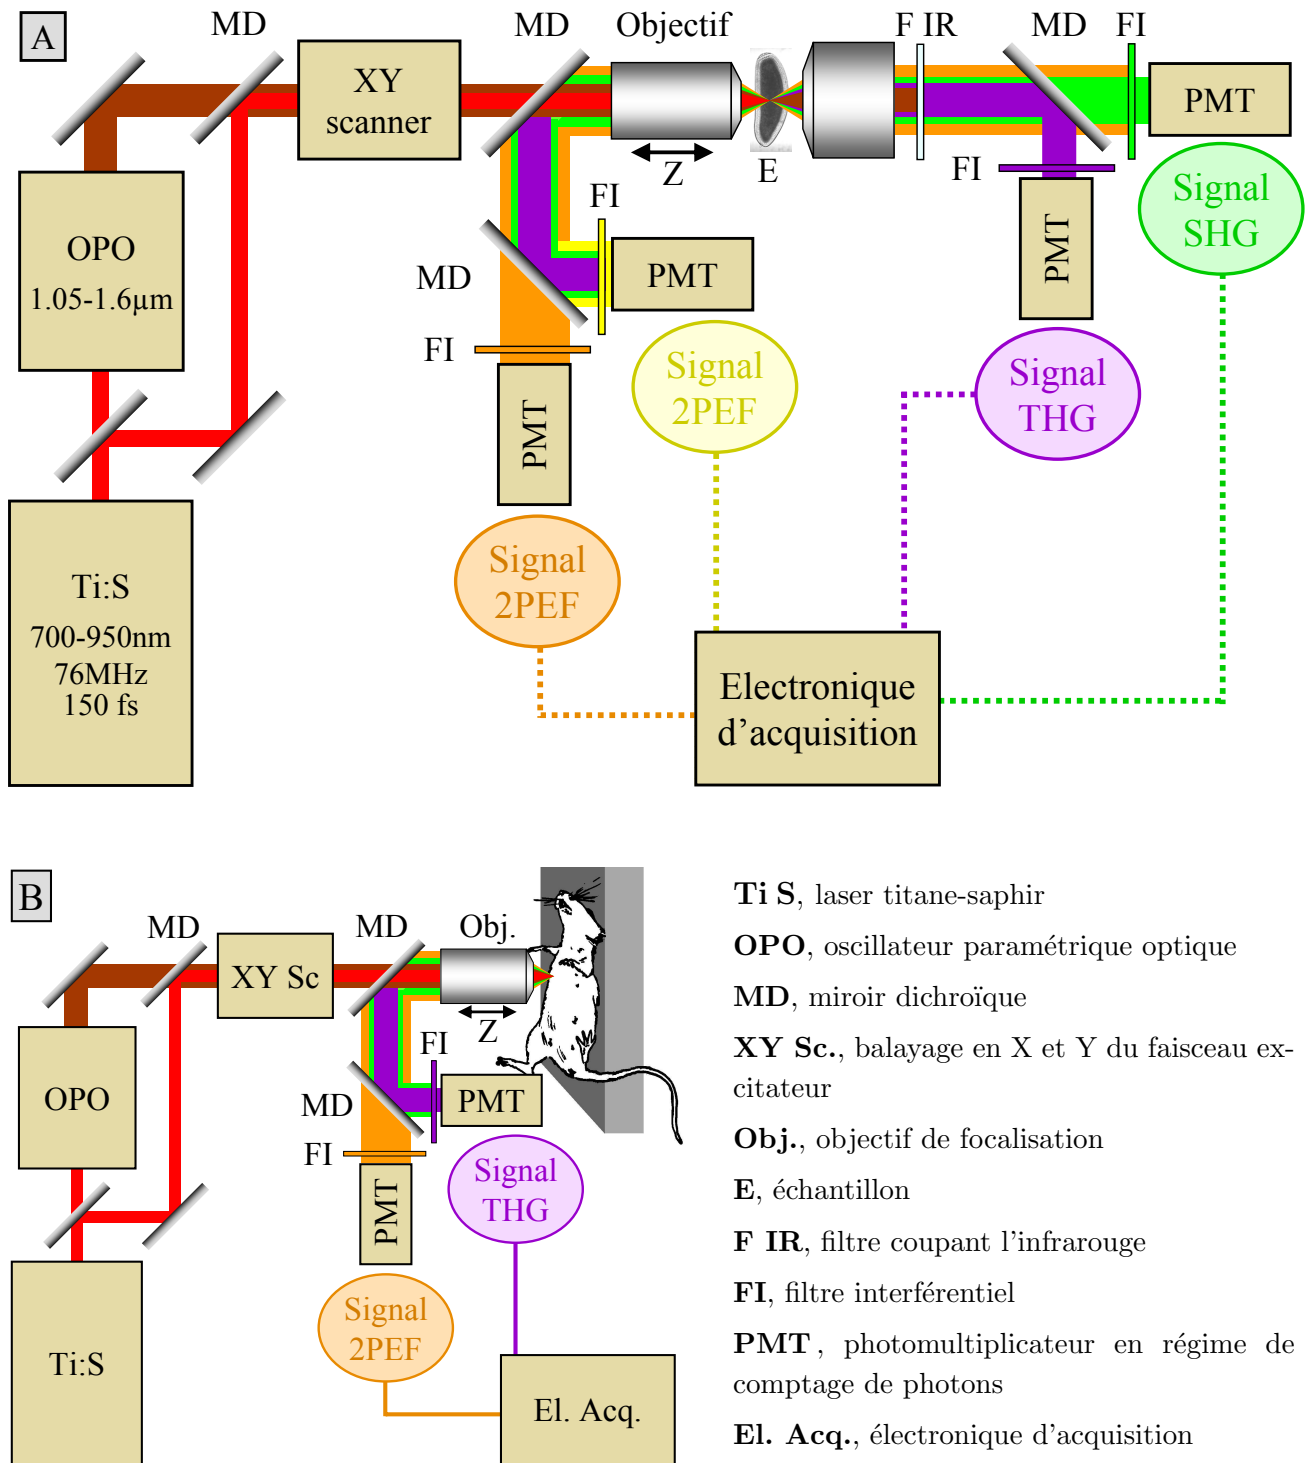 A
MD
MD
Objectif
F IR
MD
FI
XY
scanner
PMT
Z
E
FI
FI
Signal
SHG
OPO
1.05-1.6µm
MD
PMT
PMT
FI
Signal
2PEF
Signal
THG
PMT
Signal
2PEF
Ti:S
700-950nm
76MHz
150 fs
Electronique
d’acquisition
B
MD
MD
Obj.
XY Sc
Z
FI
OPO
MD
PMT
FI
PMT
Signal
THG
Signal
2PEF
Ti:S
El. Acq.
Ti S, laser titane-saphir
OPO, oscillateur paramétrique optique
MD, miroir dichroïque
XY Sc., balayage en X et Y du faisceau ex-
citateur
Obj., objectif de focalisation
E, échantillon
F IR, filtre coupant l'infrarouge
FI, filtre interférentiel
PMT, photomultiplicateur en régime de
comptage de photons
El. Acq., électronique d'acquisition